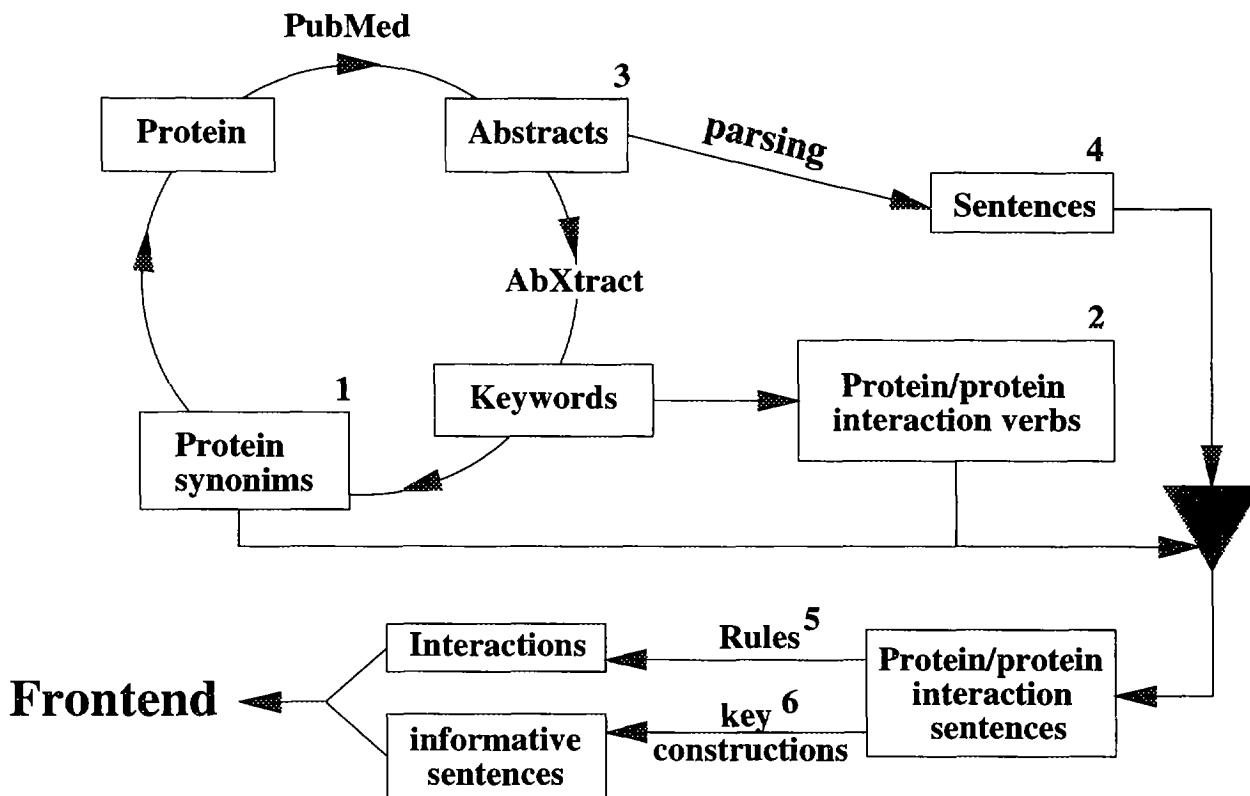 PubMed
3
Protein
Abstracts
parsing
4
Sentences
AbXtract
2
Protein/protein
interaction verbs
Keywords
1
Protein
synonims
Interactions
Rules 5
Protein/protein
interaction
sentences
Frontend
key 6
constructions
informative
sentences